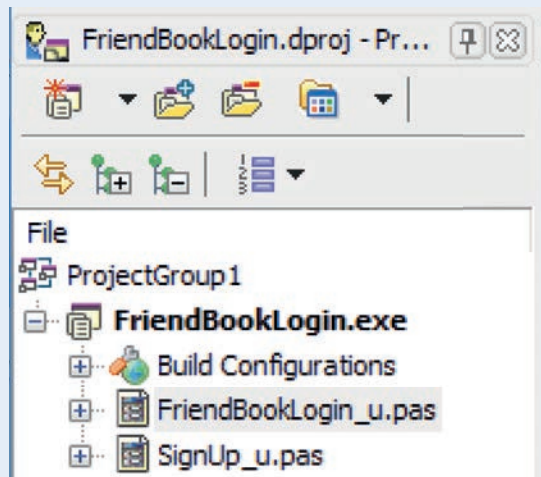 FriendBookLogin.dproj - Pr...
File
ProjectGroup1
FriendBookLogin.exe
Build Configurations
FriendBookLogin_u.pas
SignUp_u.pas